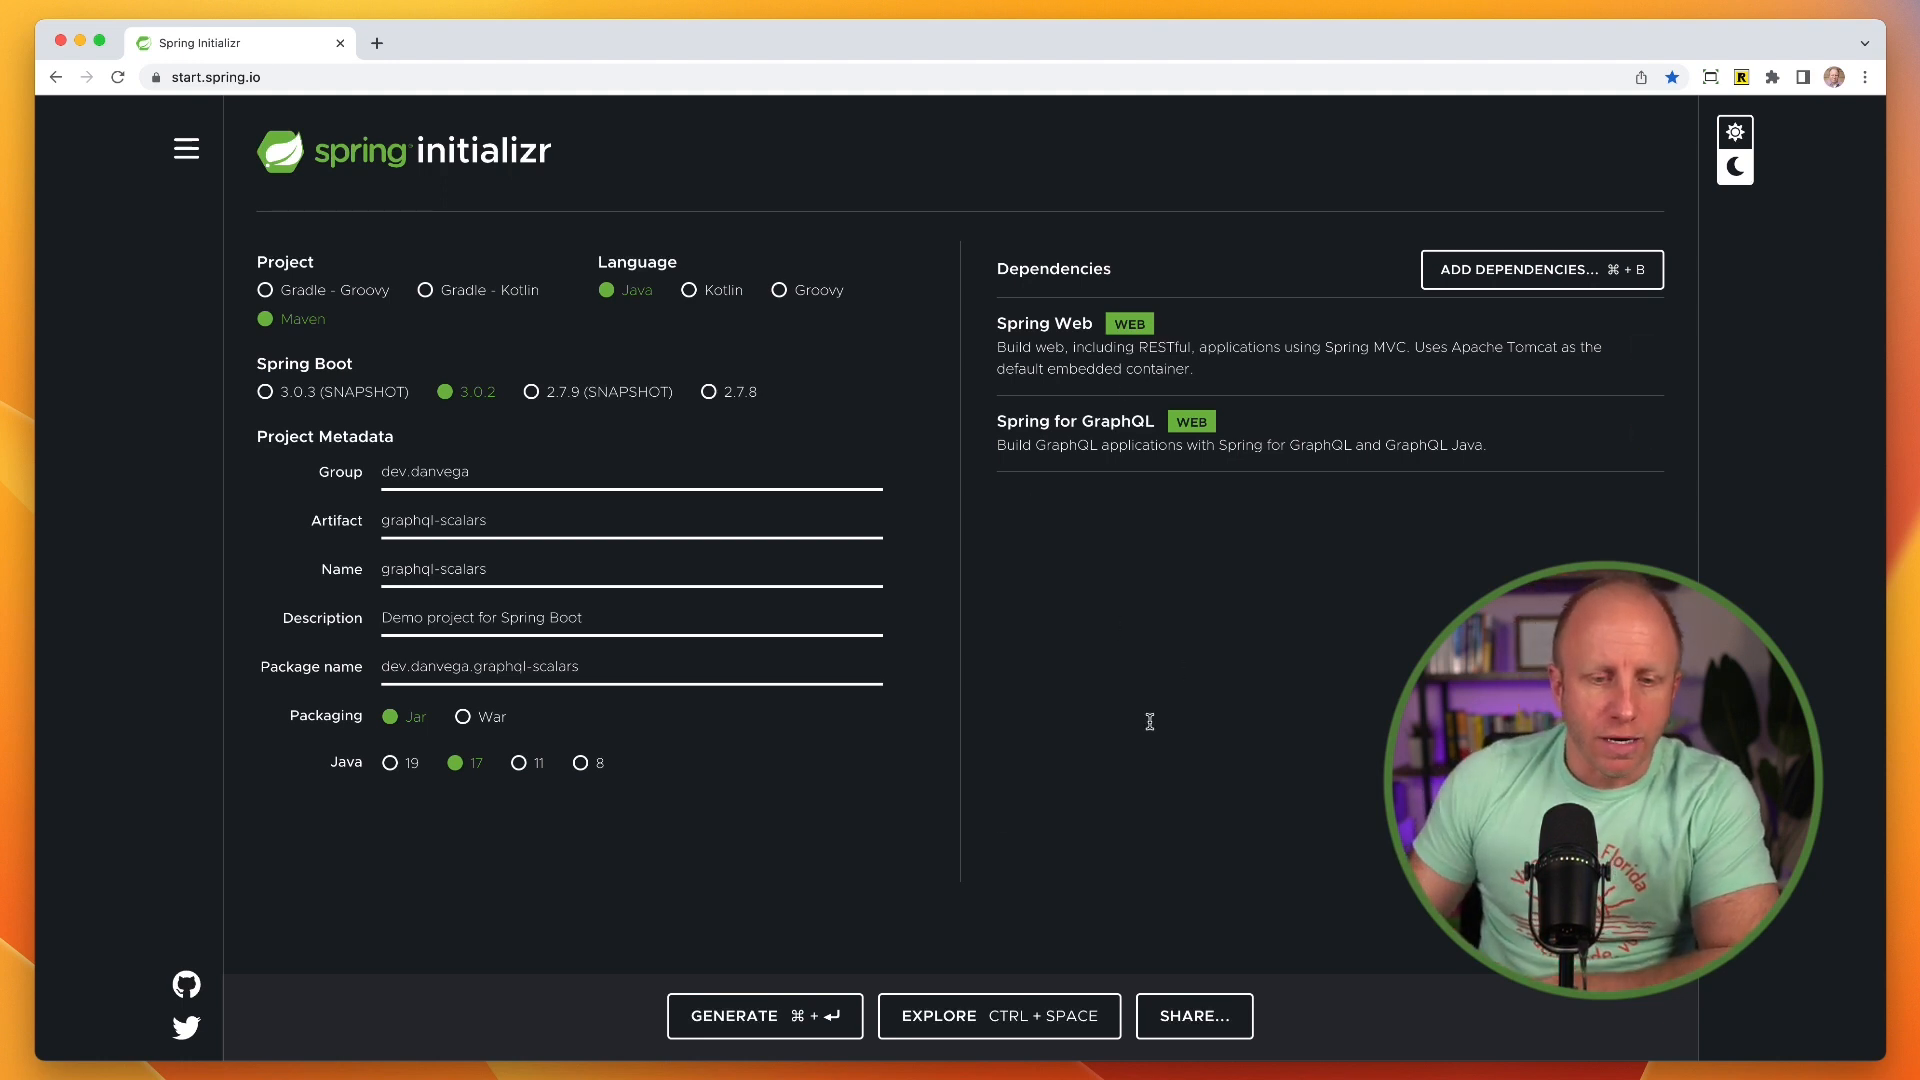 Spring Initializr
start.spring.io
spring initializr
Project
Gradle - Groovy
Gradle - Kotlin
Maven
Language
Java
Kotlin
Groovy
Spring Boot
3.0.3 (SNAPSHOT)
3.0.2
2.7.9 (SNAPSHOT)
2.7.8
Project Metadata
Group
dev.danvega
Artifact
graphql-scalars
Name
graphql-scalars
Description
Demo project for Spring Boot
Package name
dev.danvega.graphql-scalars
Packaging
Jar
War
Java
19
17
11
8
Dependencies
ADD DEPENDENCIES... ⌘ + B
Spring Web WEB
Build web, including RESTful, applications using Spring MVC. Uses Apache Tomcat as the
default embedded container.
Spring for GraphQL WEB
Build GraphQL applications with Spring for GraphQL and GraphQL Java.
R
Florida
GENERATE ⌘ + ↵
EXPLORE CTRL + SPACE
SHARE...